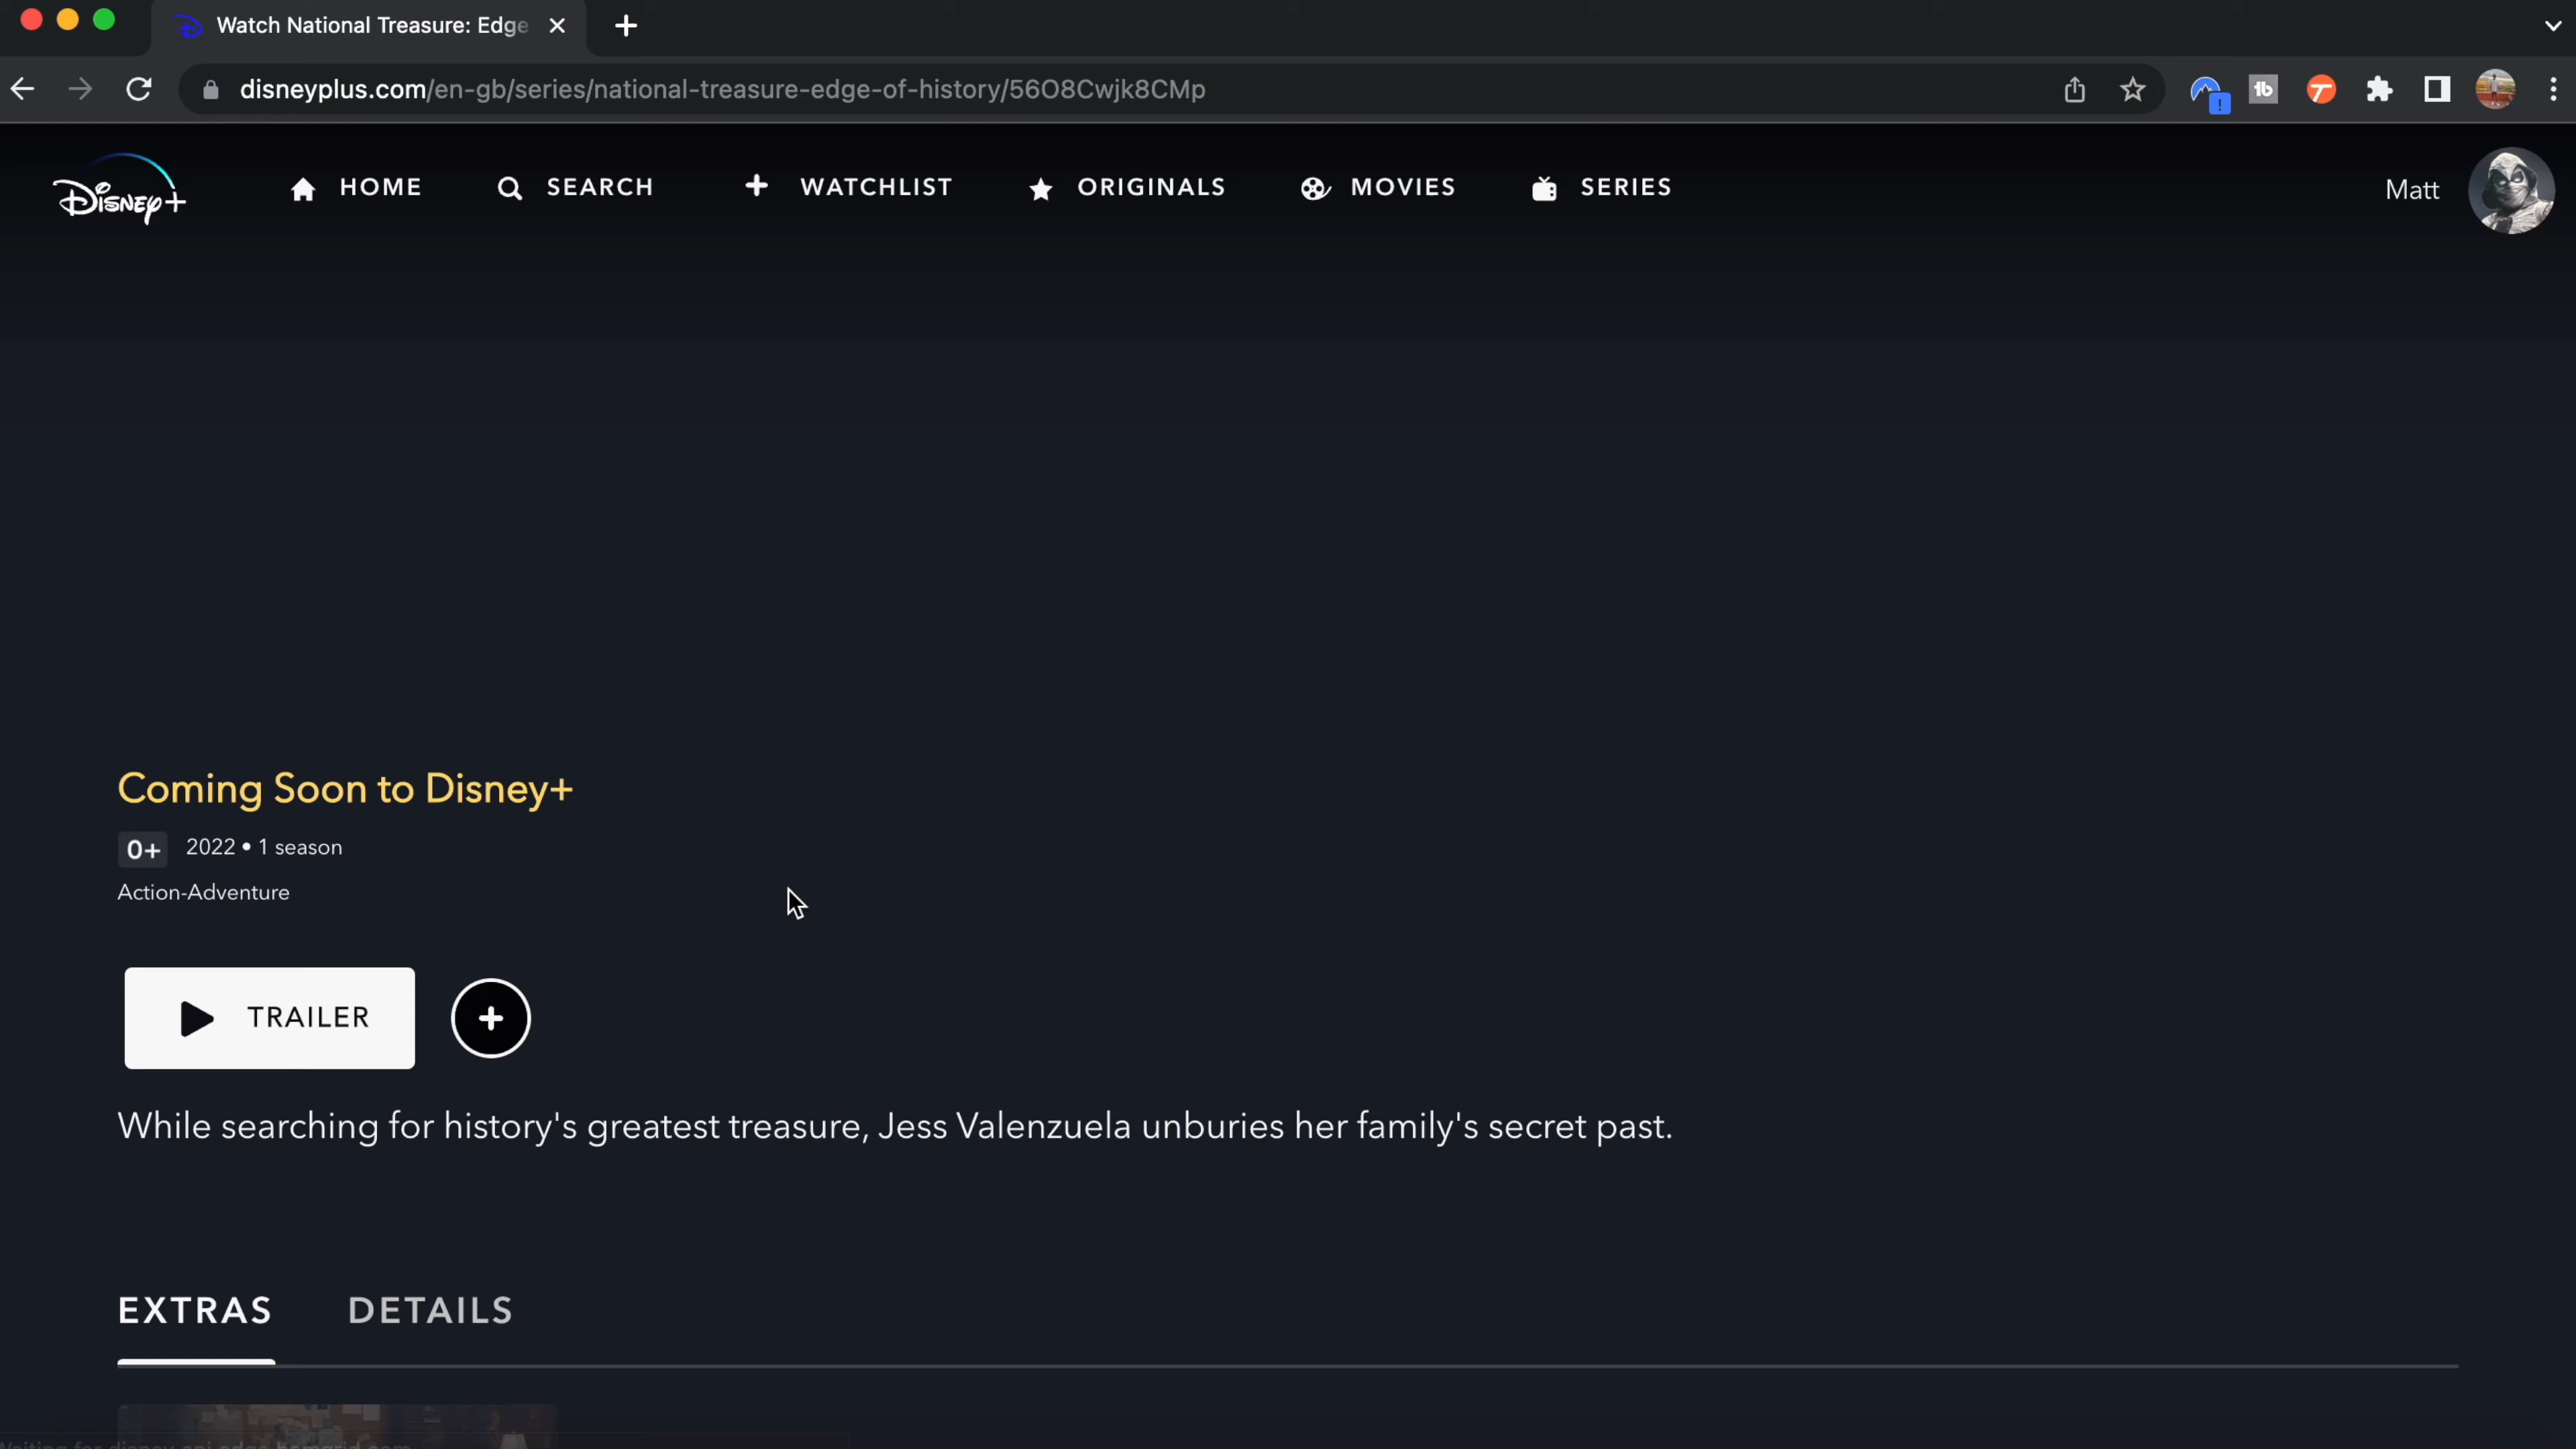 Watch National Treasure: Edge
disneyplus.com/en-gb/series/national-treasure-edge-of-history/56O8Cwjk8CMp
Disney+
HOME
SEARCH
WATCHLIST
ORIGINALS
MOVIES
SERIES
Matt
Coming Soon to Disney+
0+ 2022 • 1 season
Action-Adventure
TRAILER
While searching for history's greatest treasure, Jess Valenzuela unburies her family's secret past.
EXTRAS
DETAILS